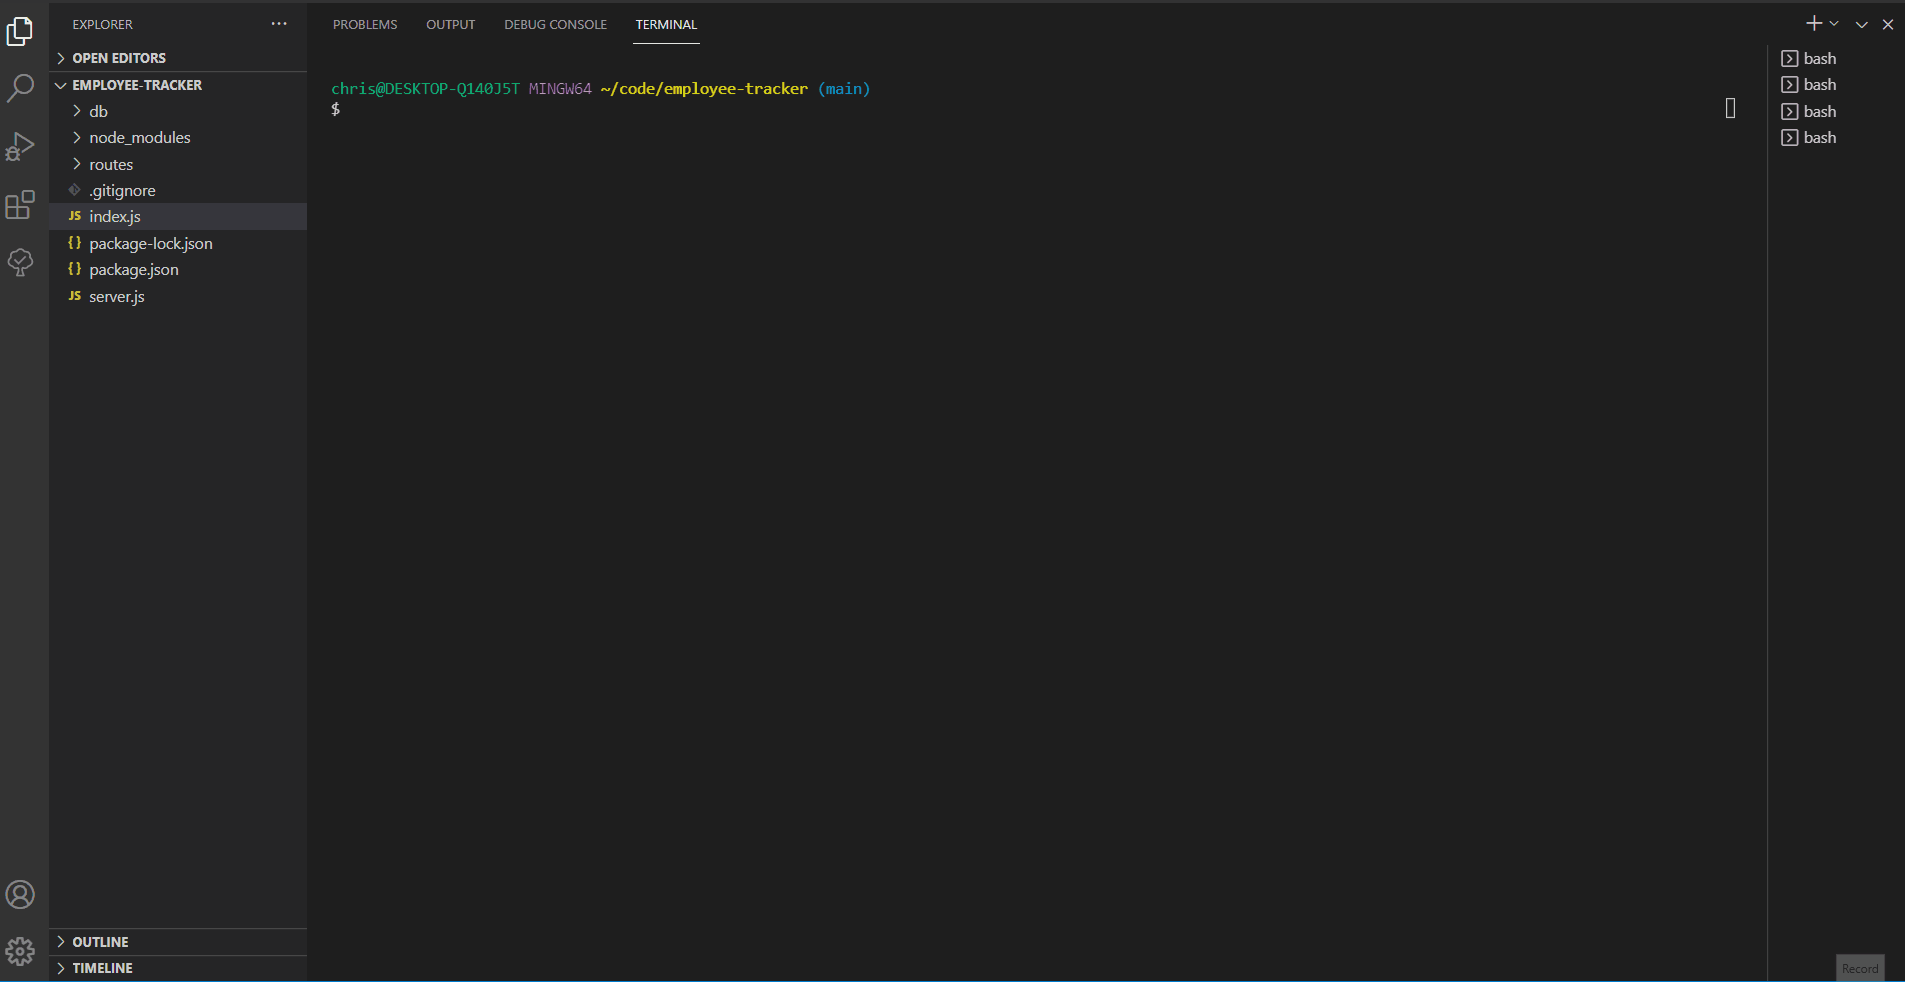 EXPLORER
OPEN EDITORS
EMPLOYEE-TRACKER
db
node_modules
routes
.gitignore
JS index.js
{} package-lock.json
{} package.json
JS server.js
OUTLINE
TIMELINE
PROBLEMS OUTPUT DEBUG CONSOLE TERMINAL
chris@DESKTOP-Q140J5T MINGW64 ~/code/employee-tracker (main)
$
bash
bash
bash
bash
Record